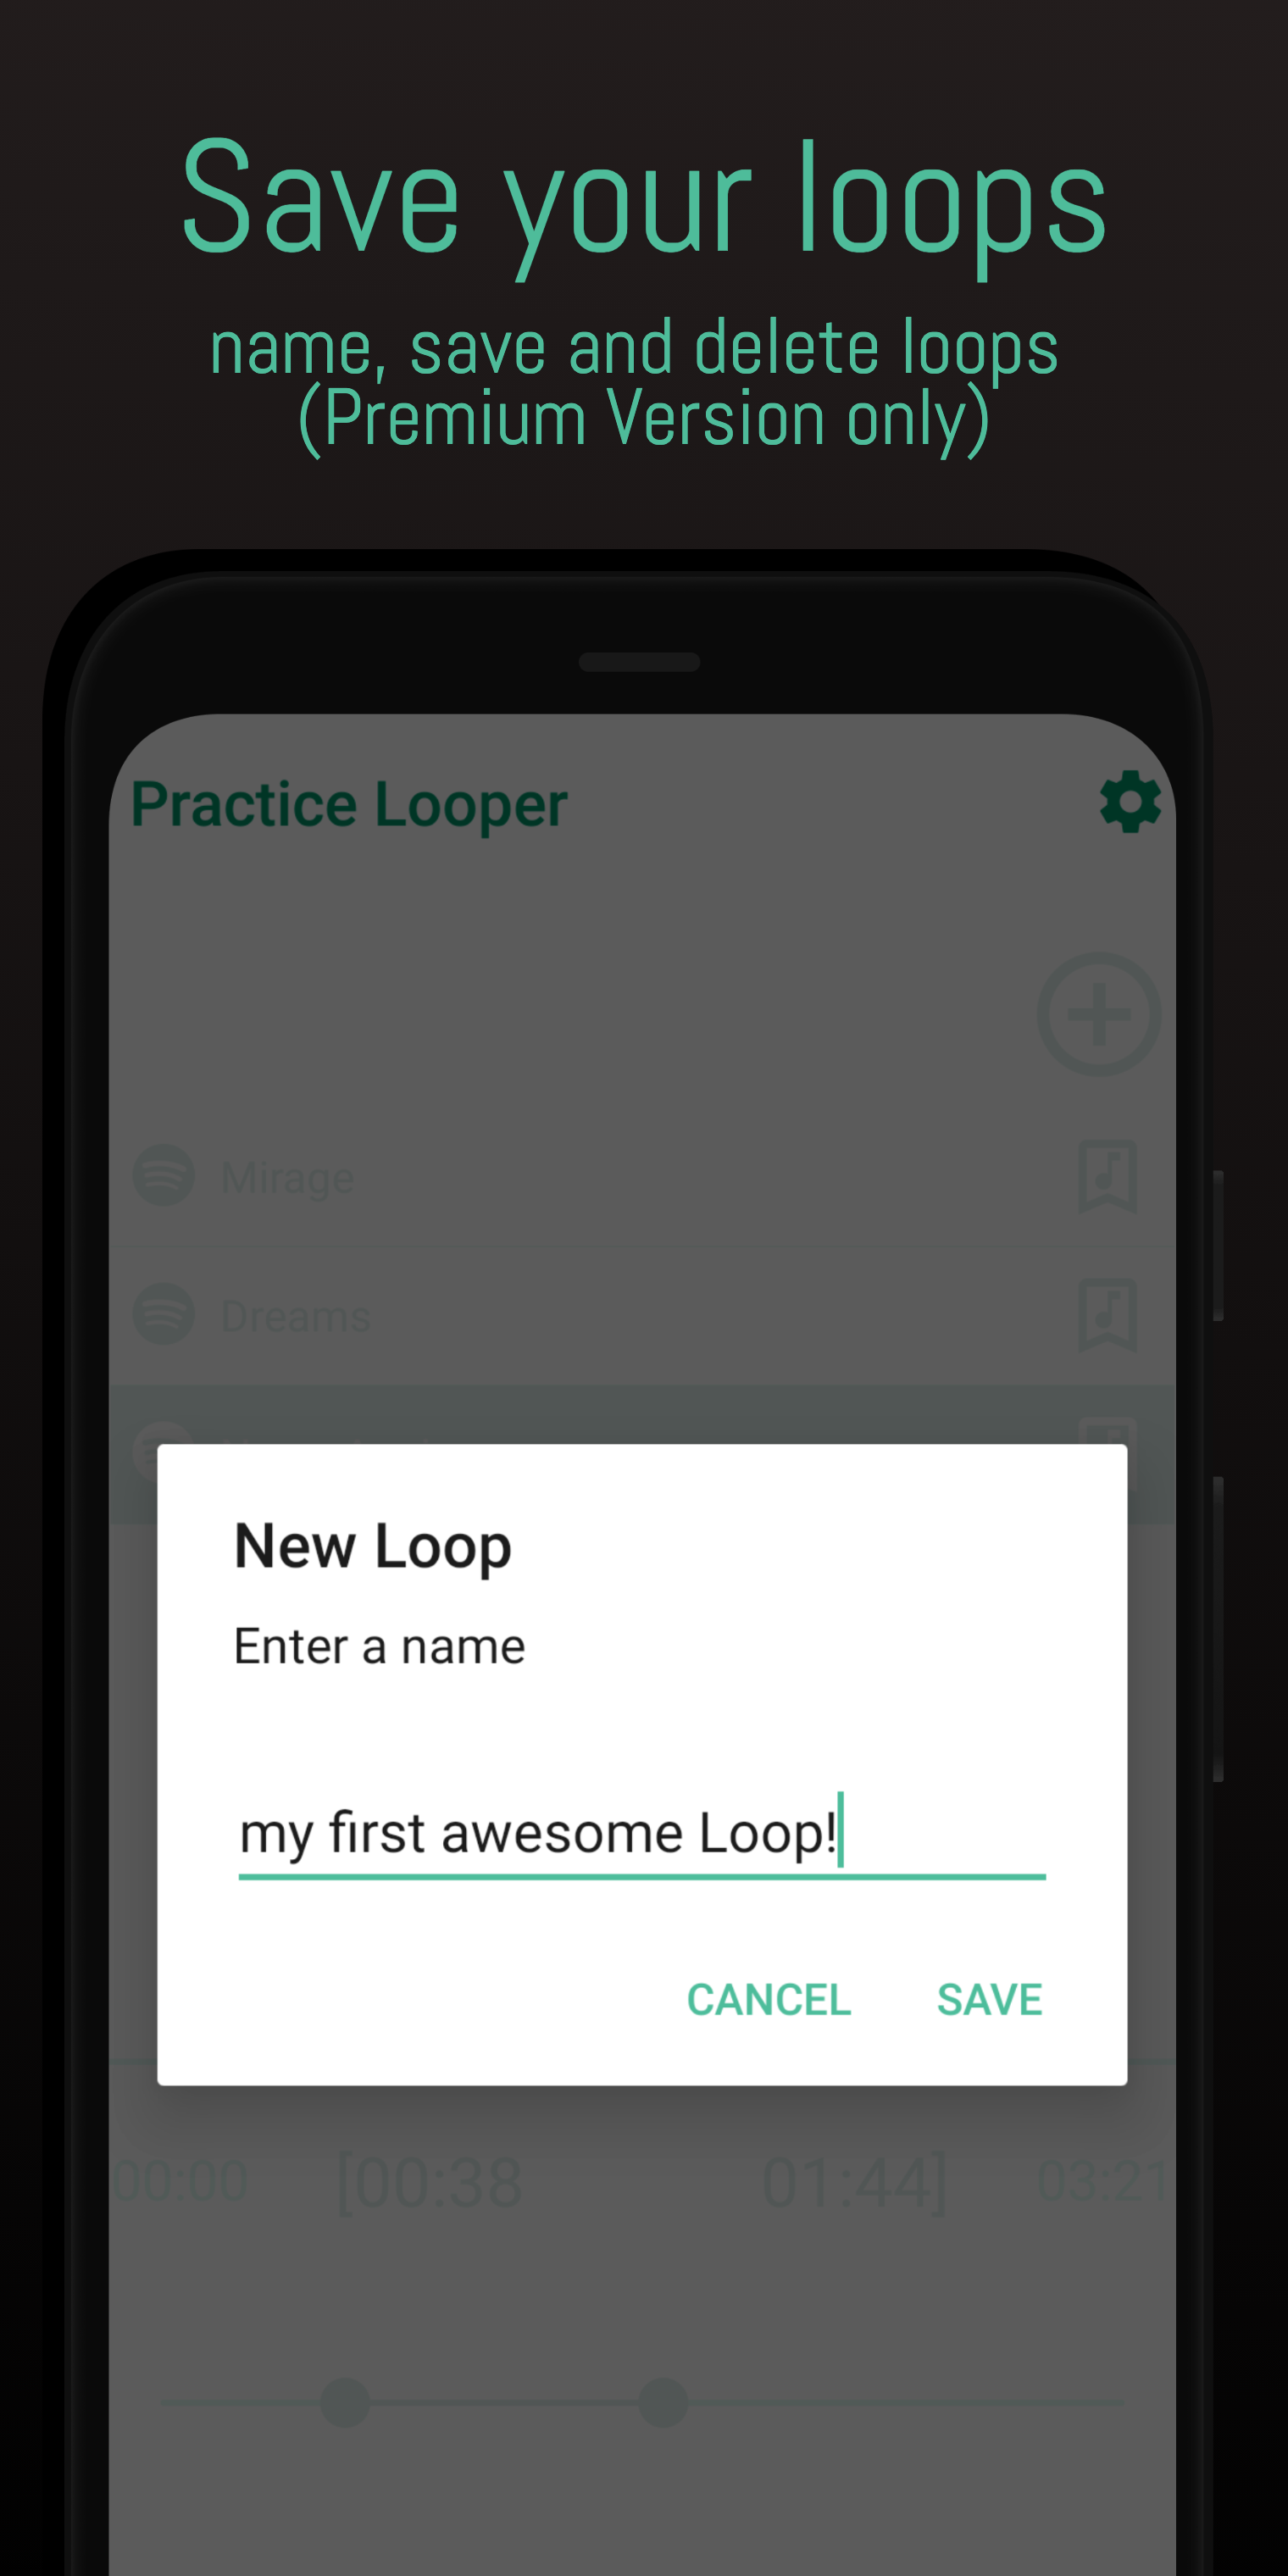 Save your loops
name, save and delete loops
(Premium Version only)
Practice Looper
Mirage
Dreams
New Loop
Enter a name
my first awesome Loop!
CANCEL SAVE
00:00 [00:38 01:44] 03:21